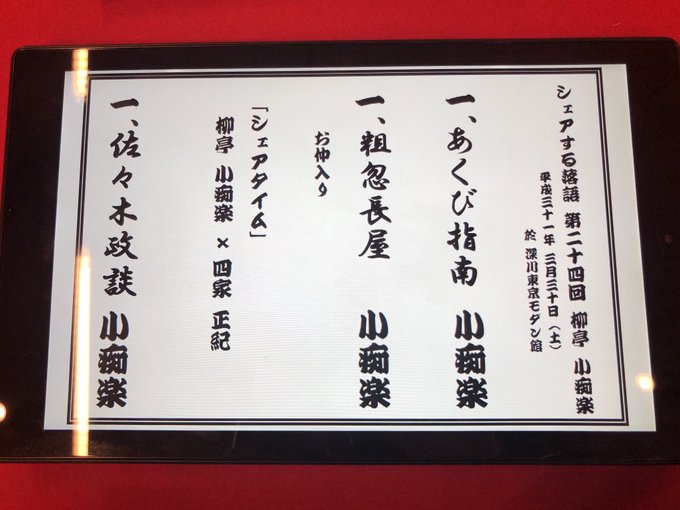 シェアする落語 第二十四回 柳亭 小痴楽
平成三十一年 三月三十日（土）
於 深川東京モダン館
一、あくび指南 小痴楽
一、粗忽長屋 小痴楽
お仲入り
「シェアタイム」
柳亭 小痴楽 × 四家 正紀
一、佐々木政談 小痴楽